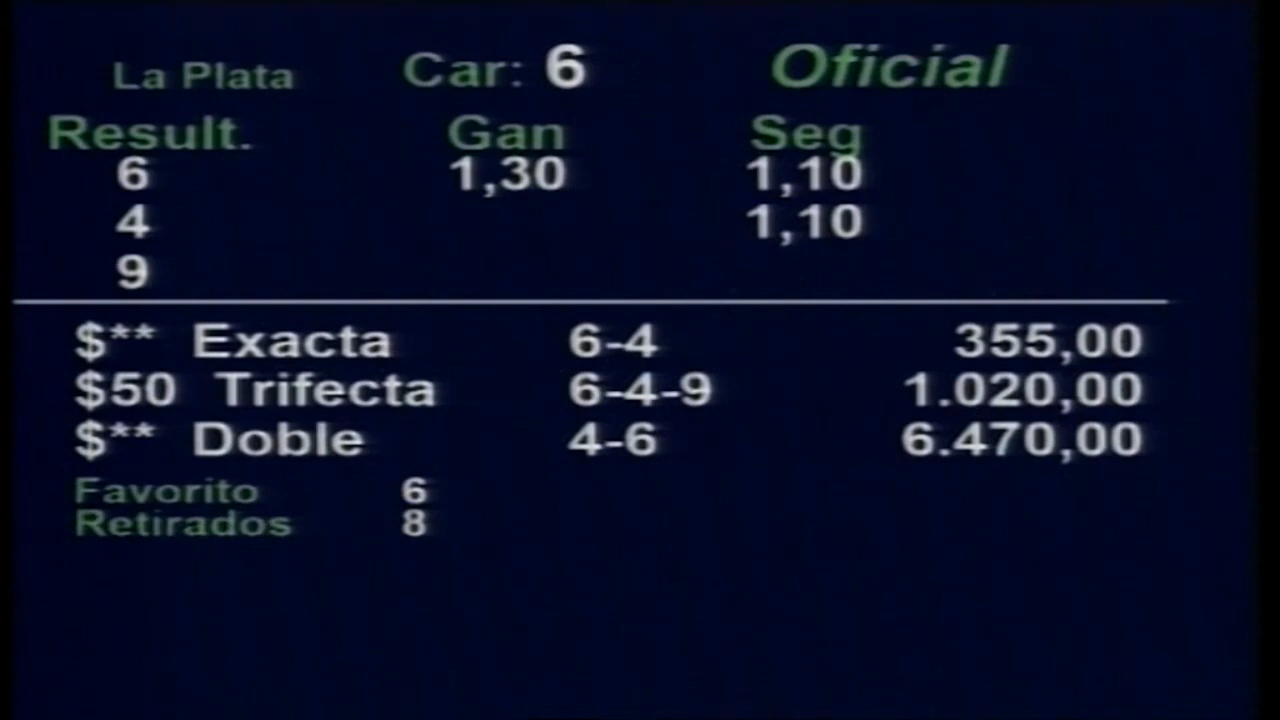 La Plata Car: 6 Oficial
Result. Gan Seg
6 1,30 1,10
4 1,10
9
$** Exacta 6-4 355,00
$50 Trifecta 6-4-9 1.020,00
$** Doble 4-6 6.470,00
Favorito 6
Retirados 8